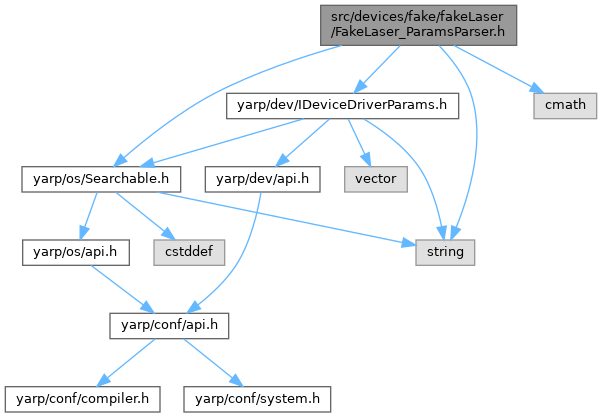 src/devices/fake/fakeLaser
/FakeLaser_ParamsParser.h
yarp/dev/IDeviceDriverParams.h
cmath
yarp/os/Searchable.h
yarp/dev/api.h
vector
yarp/os/api.h
cstddef
string
yarp/conf/api.h
yarp/conf/compiler.h
yarp/conf/system.h